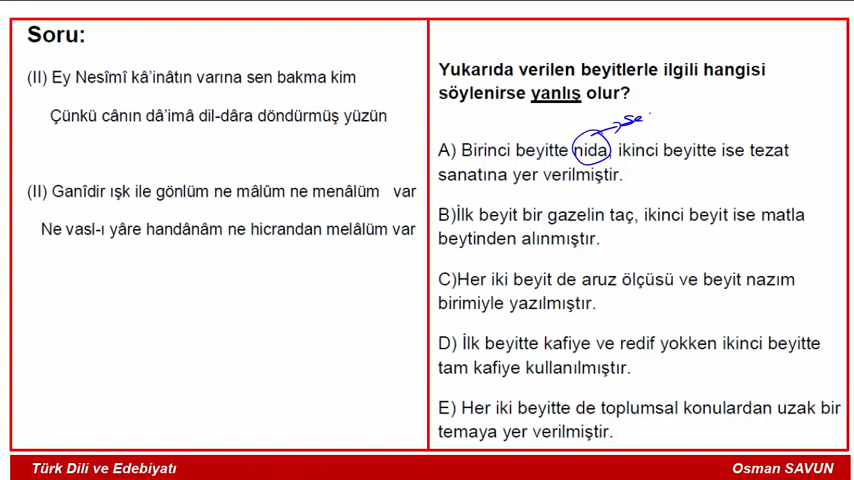 Soru:
(II) Ey Nesîmî kâ'inâtın varına sen bakma kim
Çünkü cânın dâ'imâ dil-dâra döndürmüş yüzün
(II) Ganîdir ışk ile gönlüm ne mâlûm ne menâlüm var
Ne vasl-ı yâre handânâm ne hicrandan melâlüm var
Yukarıda verilen beyitlerle ilgili hangisi
söylenirse yanlış olur?
se
A) Birinci beyitte nida, ikinci beyitte ise tezat
sanatına yer verilmiştir.
B)İlk beyit bir gazelin taç, ikinci beyit ise matla
beytinden alınmıştır.
C)Her iki beyit de aruz ölçüsü ve beyit nazım
birimiyle yazılmıştır.
D) İlk beyitte kafiye ve redif yokken ikinci beyitte
tam kafiye kullanılmıştır.
E) Her iki beyitte de toplumsal konulardan uzak bir
temaya yer verilmiştir.
Türk Dili ve Edebiyatı
Osman SAVUN